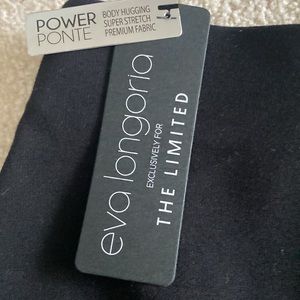 POWER
PONTE
BODY HUGGING
SUPER STRETCH
PREMIUM FABRIC
eva longoria
EXCLUSIVELY FOR
THE LIMITED